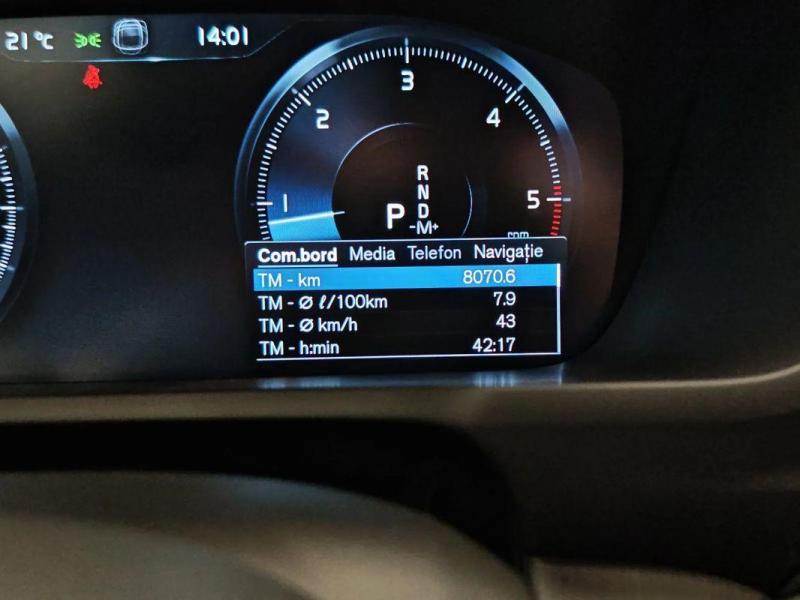 21°C 14:01
3
2 4
1 5
R
N
P D
-M+
rpm
Com.bord Media Telefon Navigație
TM - km 8070.6
TM - Ø ℓ/100km 7.9
TM - Ø km/h 43
TM - h:min 42:17